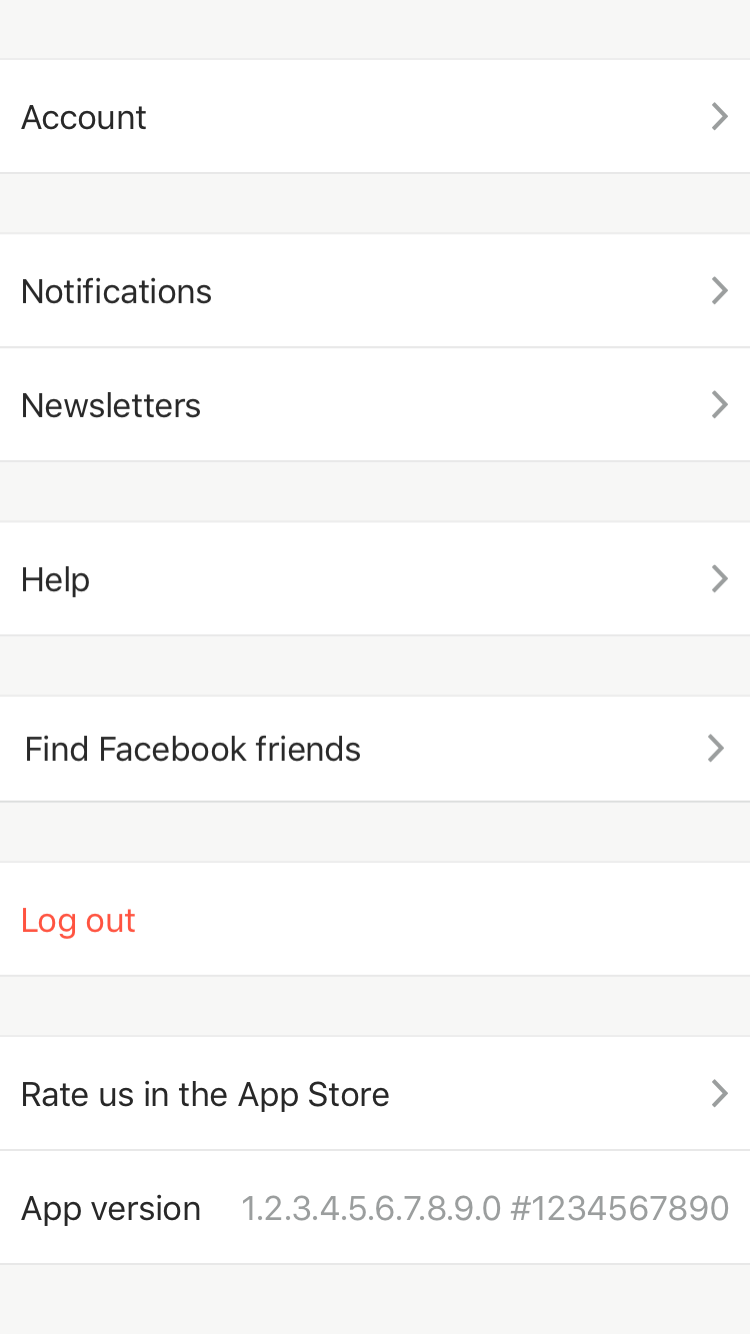 Account
Notifications
Newsletters
Help
Find Facebook friends
Log out
Rate us in the App Store
App version 1.2.3.4.5.6.7.8.9.0 #1234567890